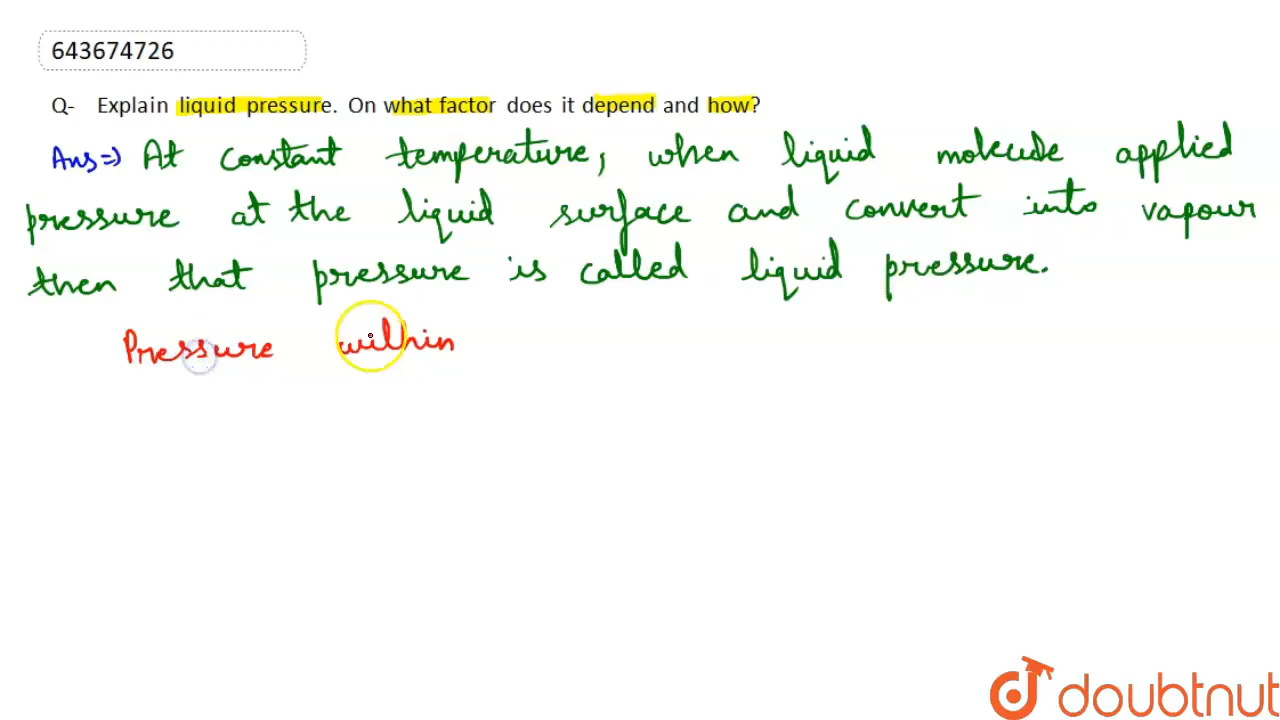 643674726
Q- Explain liquid pressure. On what factor does it depend and how?
Ans⇒ At constant temperature, when liquid molecule applied
pressure at the liquid surface and convert into vapour
then that pressure is called liquid pressure.
Pressure within
doubtnut